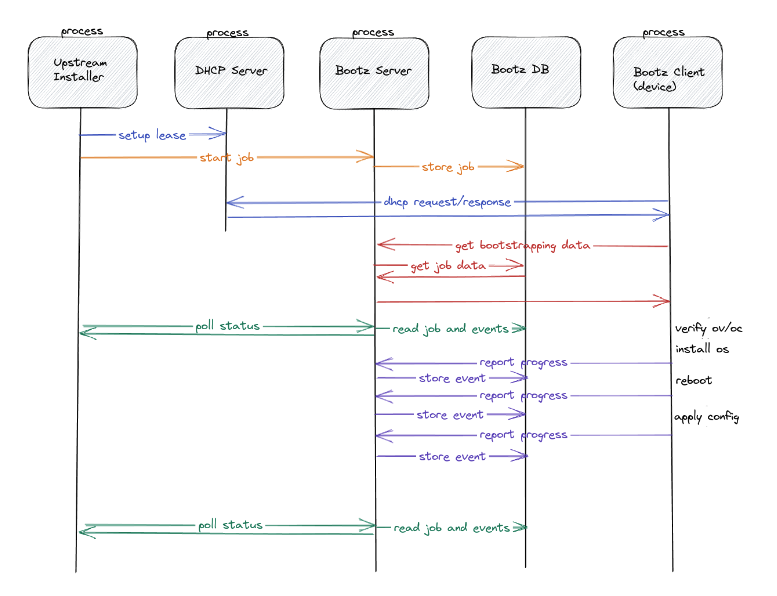 process
process
process
process
Upstream
Installer
DHCP Server
Bootz Server
Bootz DB
Bootz Client
(device)
setup lease
start job
store job
dhcp request/response
get bootstrapping data
get job data
poll status
read job and events
verify ov/oc
install os
report progress
store event
reboot
report progress
store event
apply config
report progress
store event
poll status
read job and events